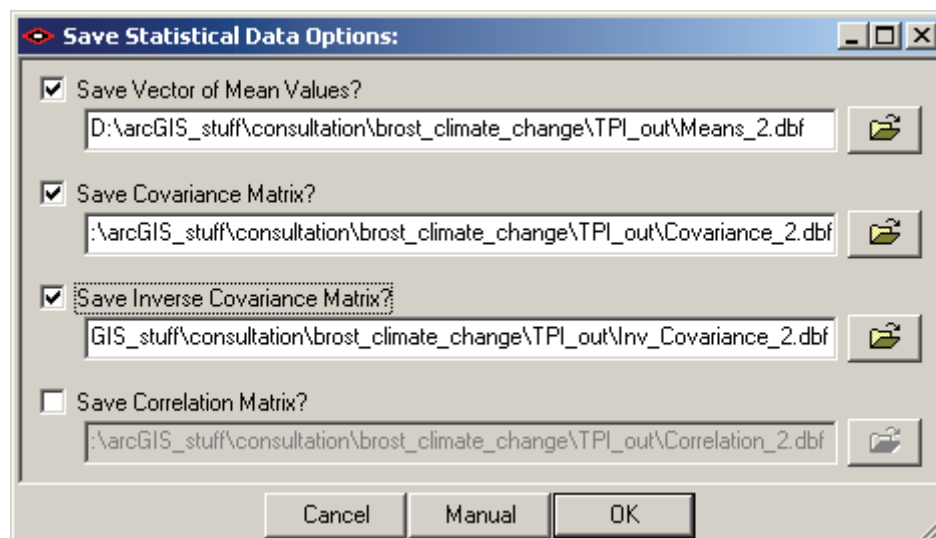 Save Statistical Data Options:
Save Vector of Mean Values?
D:\arcGIS_stuff\consultation\brost_climate_change\TPI_out\Means_2.dbf
Save Covariance Matrix?
:\arcGIS_stuff\consultation\brost_climate_change\TPI_out\Covariance_2.dbf
Save Inverse Covariance Matrix?
GIS_stuff\consultation\brost_climate_change\TPI_out\Inv_Covariance_2.dbf
Save Correlation Matrix?
:\arcGIS_stuff\consultation\brost_climate_change\TPI_out\Correlation_2.dbf
Cancel Manual OK